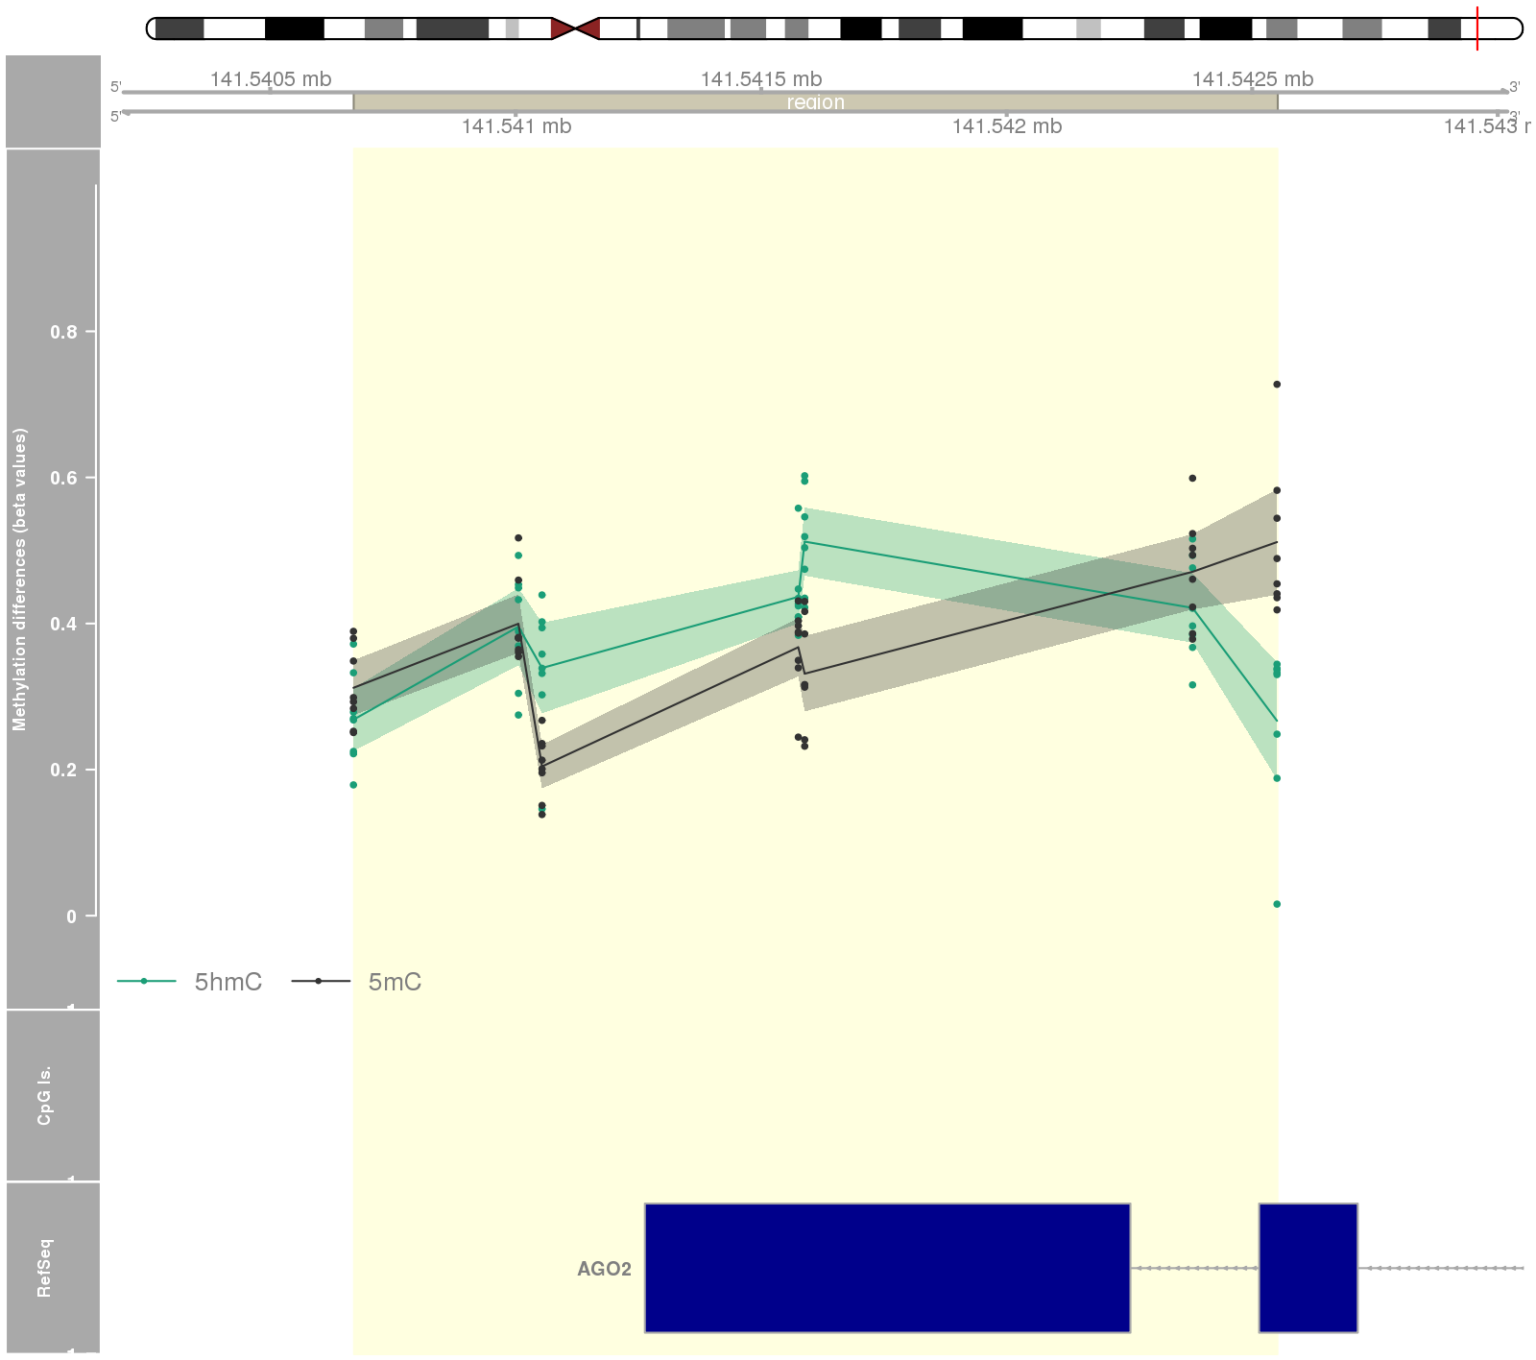 141.5405 mb 141.5415 mb 141.5425 mb
5' 3'
region
5' 3'
141.541 mb 141.542 mb 141.543 r
Methylation differences (beta values)
0.8
0.6
0.4
0.2
0
5hmC 5mC
CpG Is.
RefSeq
AGO2